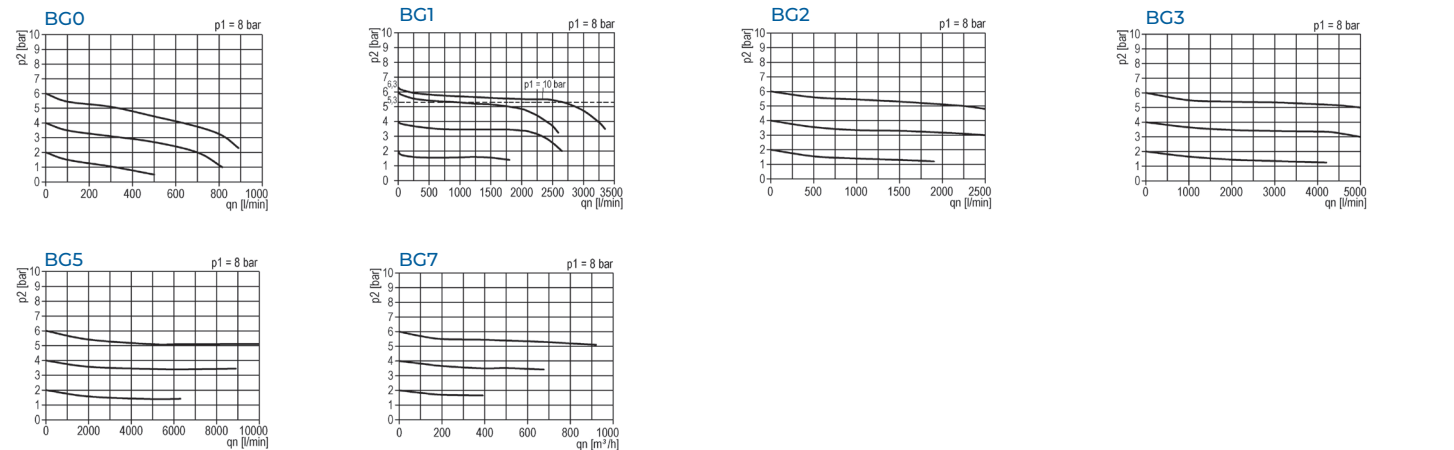 BG0
p1 = 8 bar
p2 [bar]
10
9
8
7
6
5
4
3
2
1
0
0 200 400 600 800 1000
qn [l/min]
BG1
p1 = 8 bar
p2 [bar]
10
9
8
7
6,3
6
5,3
5
4
3
2
1
0
p1 = 10 bar
0 500 1000 1500 2000 2500 3000 3500
qn [l/min]
BG2
p1 = 8 bar
p2 [bar]
10
9
8
7
6
5
4
3
2
1
0
0 500 1000 1500 2000 2500
qn [l/min]
BG3
p1 = 8 bar
p2 [bar]
10
9
8
7
6
5
4
3
2
1
0
0 1000 2000 3000 4000 5000
qn [l/min]
BG5
p1 = 8 bar
p2 [bar]
10
9
8
7
6
5
4
3
2
1
0
0 2000 4000 6000 8000 10000
qn [l/min]
BG7
p1 = 8 bar
p2 [bar]
10
9
8
7
6
5
4
3
2
1
0
0 200 400 600 800 1000
qn [m³/h]